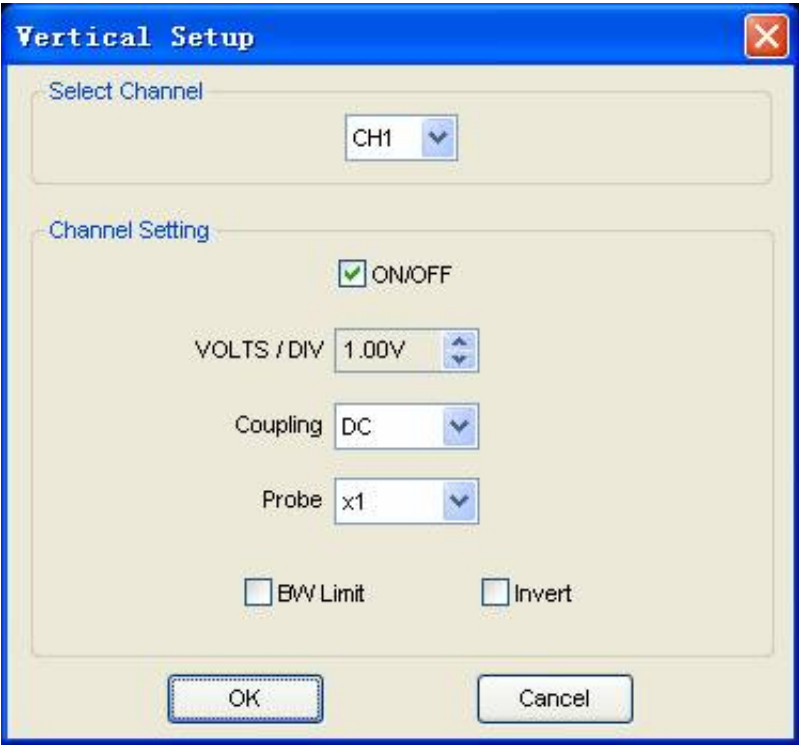 Vertical Setup
Select Channel
CH1
Channel Setting
ON/OFF
VOLTS / DIV 1.00V
Coupling DC
Probe x1
BW Limit Invert
OK Cancel